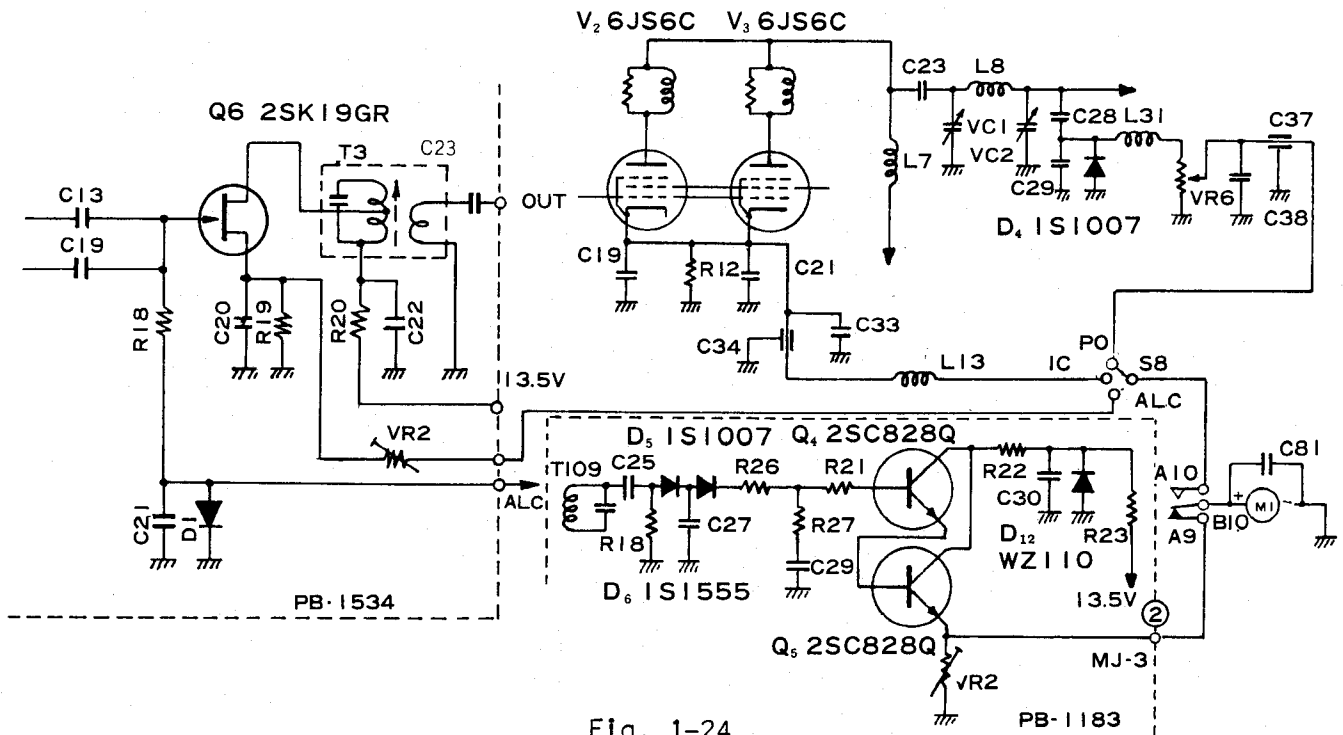 V2 6JS6C
V3 6JS6C
C23
L8
Q6 2SK19GR
T3
C23
C13
C19
OUT
VC1
VC2
C28
L31
C37
L7
C29
VR6
C38
D4 1S1007
R18
C20
R19
R20
C22
C19
R12
C21
C33
C34
PO
IC
S8
ALC
L13
13.5V
VR2
ALC
C21
D1
PB-1534
D5 1S1007
Q4 2SC828Q
T109
C25
R26
R21
R22
C30
R18
C27
R27
C29
D12
WZ110
R23
D6 1S1555
13.5V
A10
B10
A9
C81
+
M1
-
2
Q5 2SC828Q
MJ-3
VR2
PB-1183
Fig. 1-24